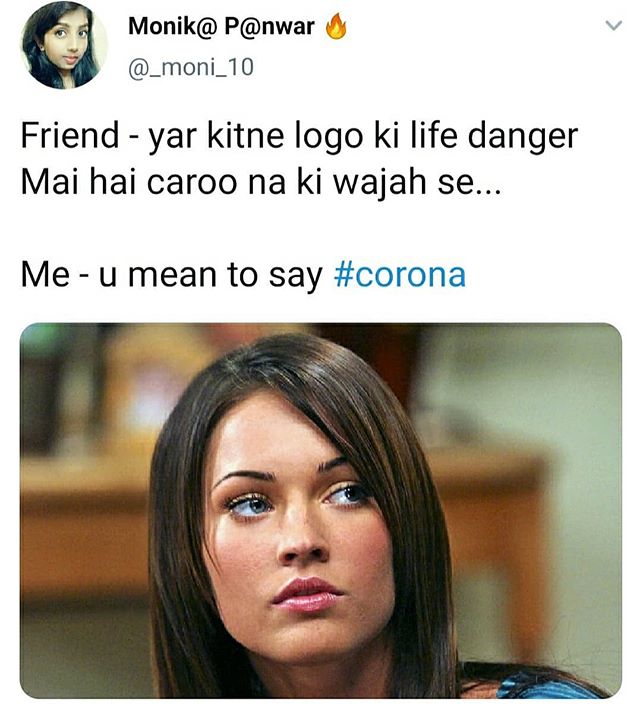 Monik@ P@nwar 🔥
@_moni_10
Friend - yar kitne logo ki life danger
Mai hai caroo na ki wajah se...
Me - u mean to say #corona